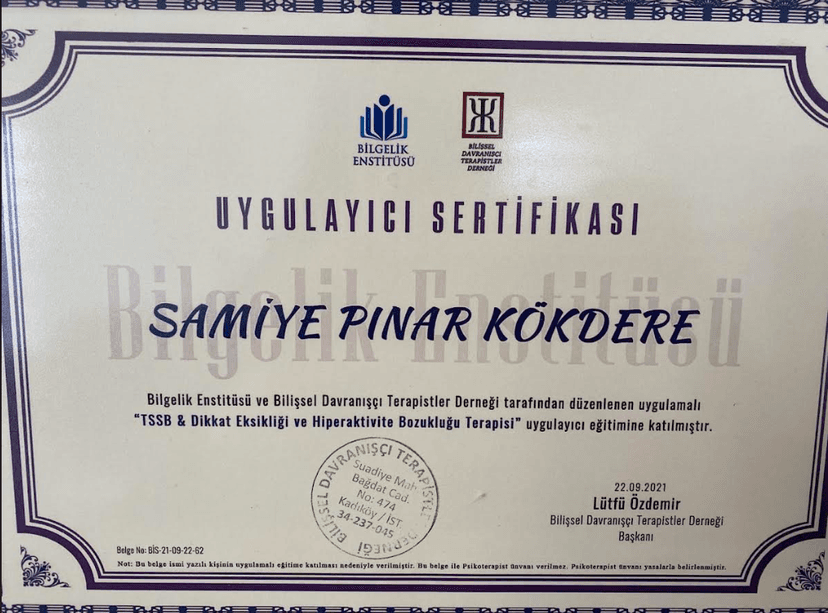 BİLGELİK
ENSTİTÜSÜ
BİLİŞSEL
DAVRANIŞCI
TERAPİSTLER
DERNEĞİ
UYGULAYICI SERTİFİKASI
Bilgelik Enstitüsü
SAMİYE PINAR KÖKDERE
Bilgelik Enstitüsü ve Bilişsel Davranışçı Terapistler Derneği tarafından düzenlenen uygulamalı
“TSSB & Dikkat Eksikliği ve Hiperaktivite Bozukluğu Terapisi” uygulayıcı eğitimine katılmıştır.
BİLİŞSEL DAVRANIŞÇI TERAPİSTLER DERNEĞİ
Suadiye Mah.
Bağdat Cad.
No: 474
Kadıköy / İST.
34-237-045
22.09.2021
Lütfü Özdemir
Bilişsel Davranışçı Terapistler Derneği
Başkanı
Belge No: BİS-21-09-22-62
Not: Bu belge ismi yazılı kişinin uygulamalı eğitime katılması nedeniyle verilmiştir. Bu belge ile Psikoterapist ünvanı verilmez. Psikoterapist ünvanı yasalarla belirlenmiştir.